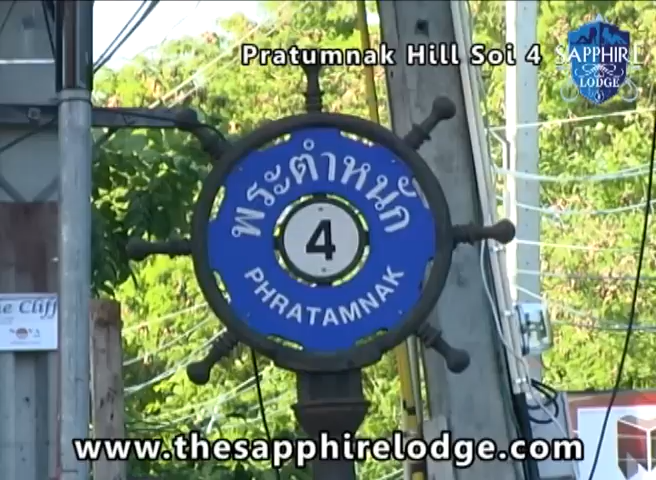 Pratumnak Hill Soi 4
SAPPHIRE
LODGE
พระตำหนัก
4
PHRATAMNAK
e Cliff
NOVA
www.thesapphirelodge.com